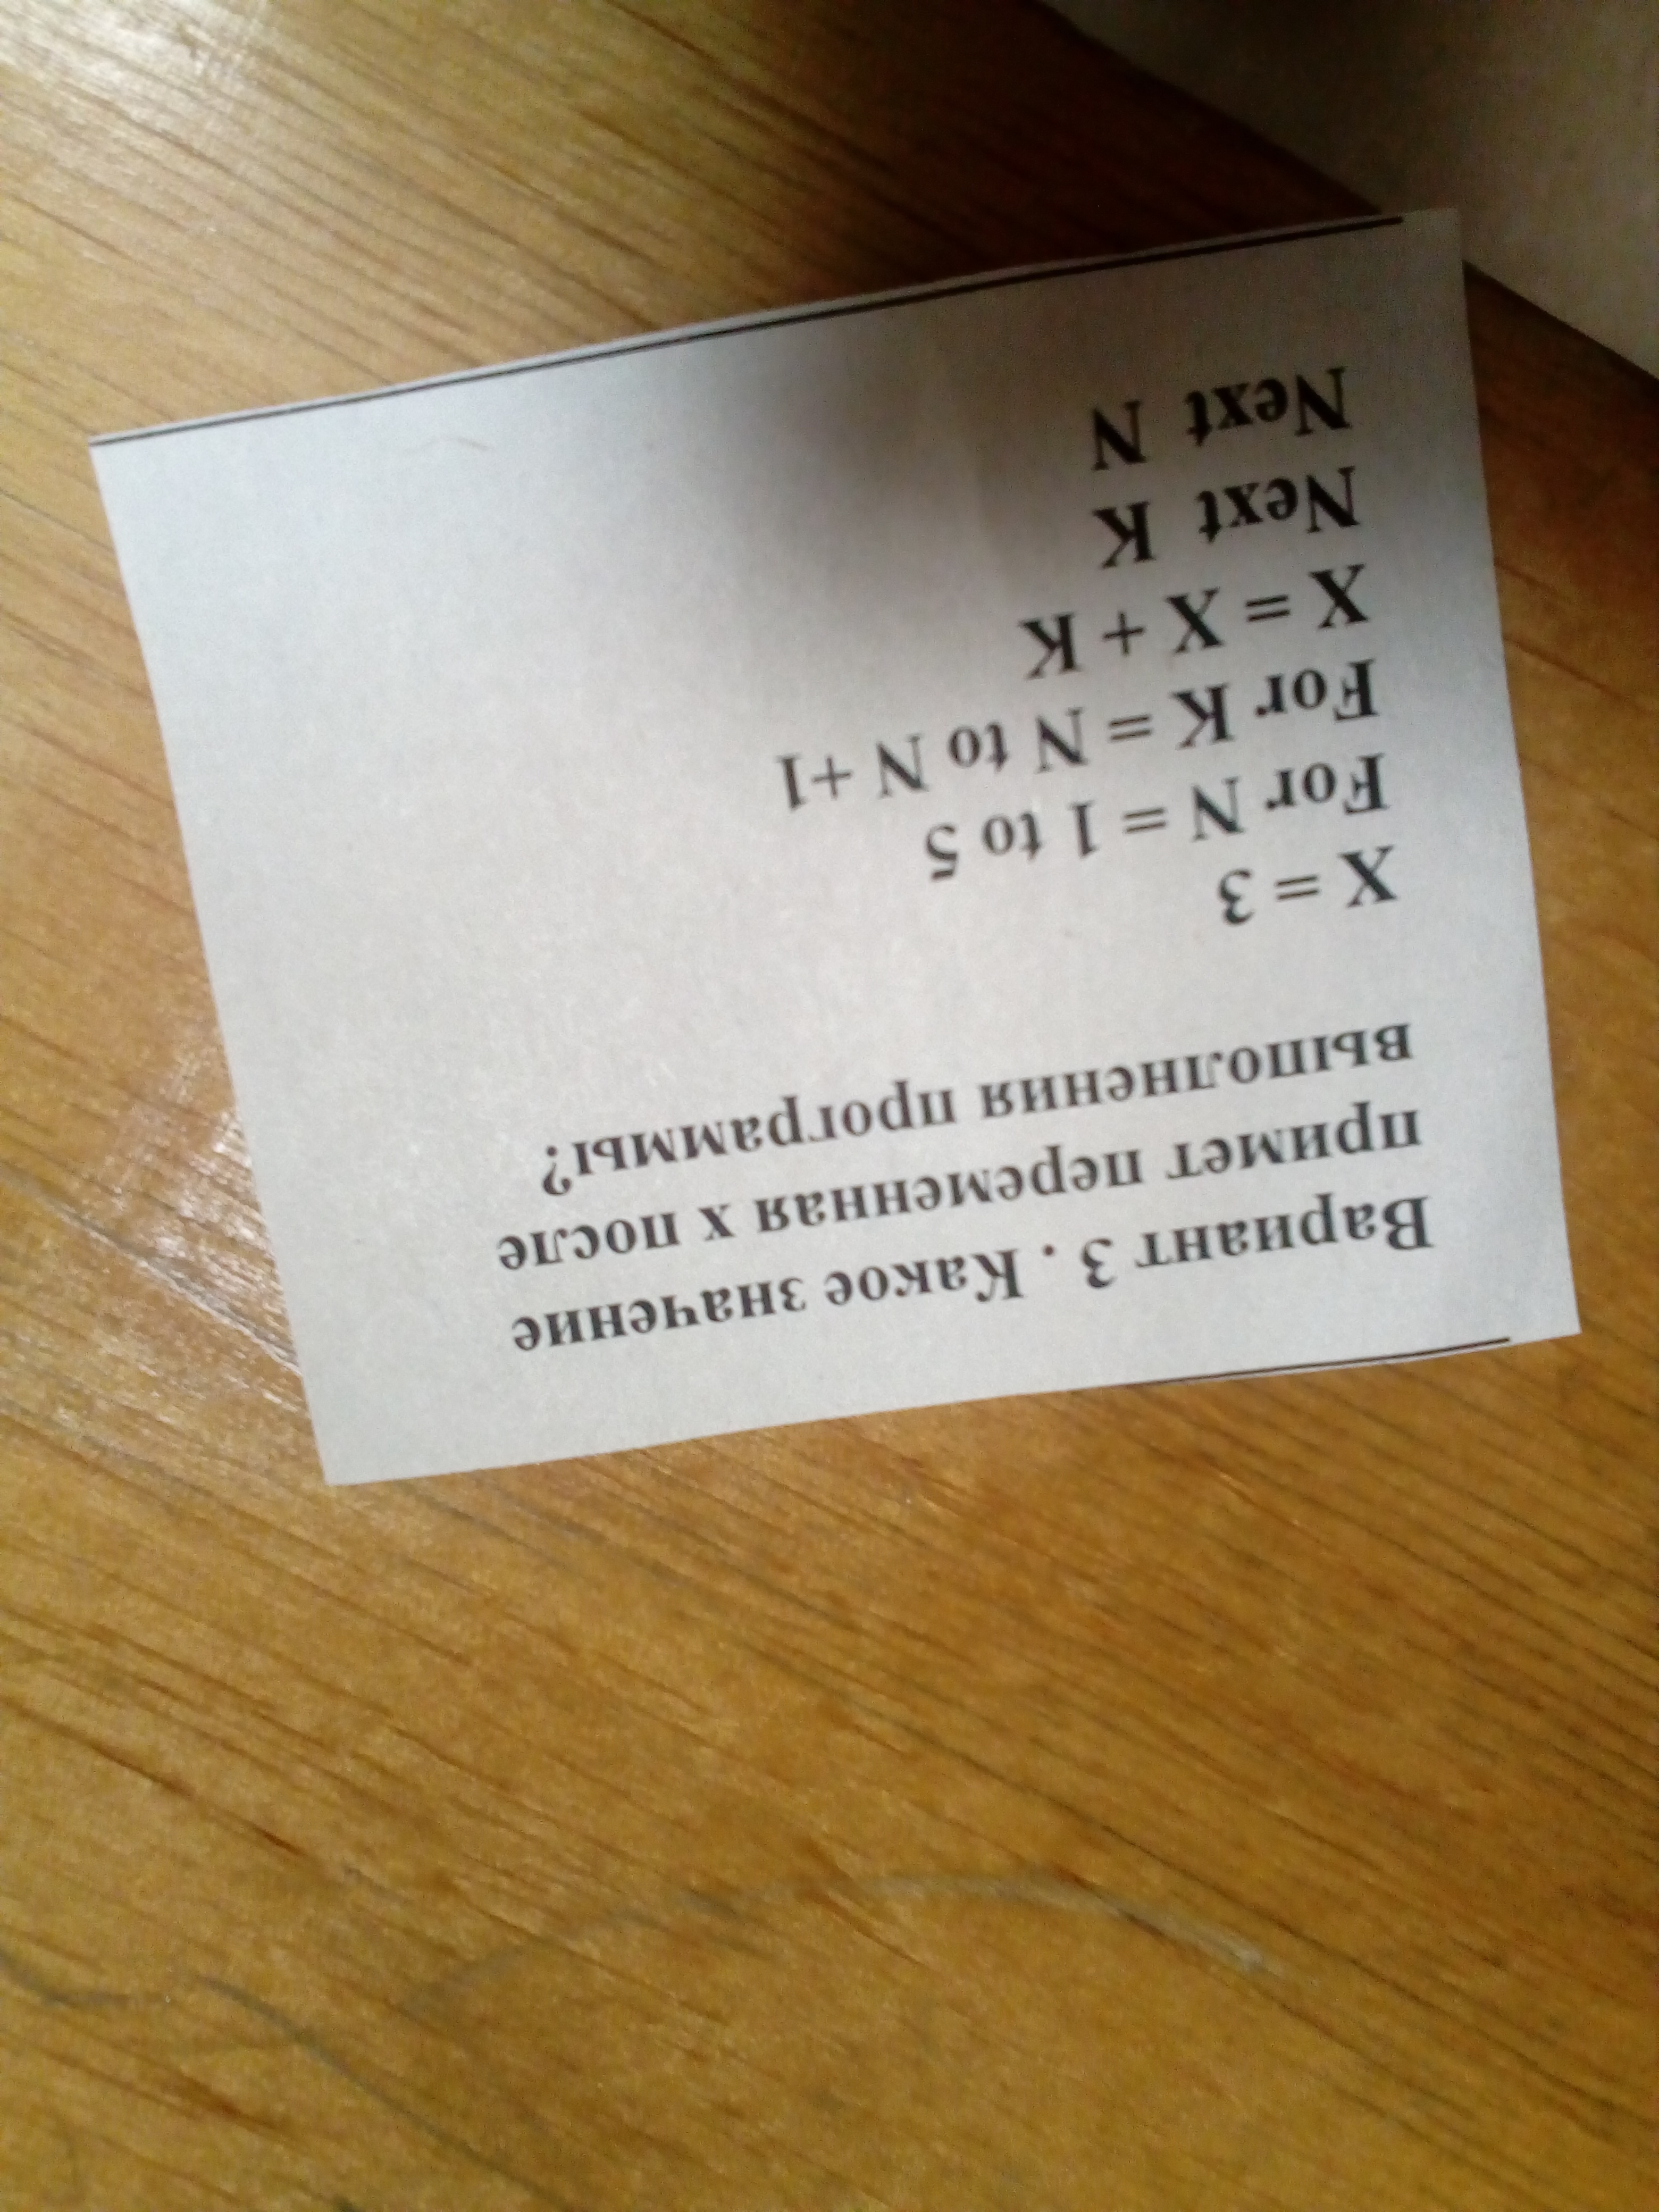 Вариант 3 . Какое значение
примет переменная x после
выполнения программы?
X = 3
For N = 1 to 5
For K = N to N +1
X = X + K
Next K
Next N